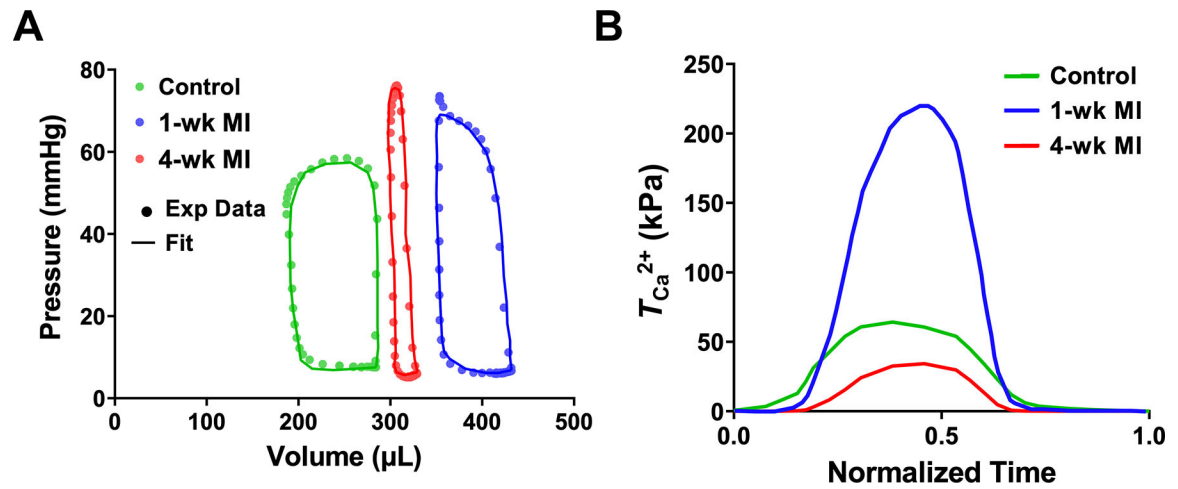 A
Pressure (mmHg)
80
60
40
20
0
Control
1-wk MI
4-wk MI
Exp Data
Fit
0 100 200 300 400 500
Volume (µL)
B
TCa2+ (kPa)
250
200
150
100
50
0
Control
1-wk MI
4-wk MI
0.0 0.5 1.0
Normalized Time